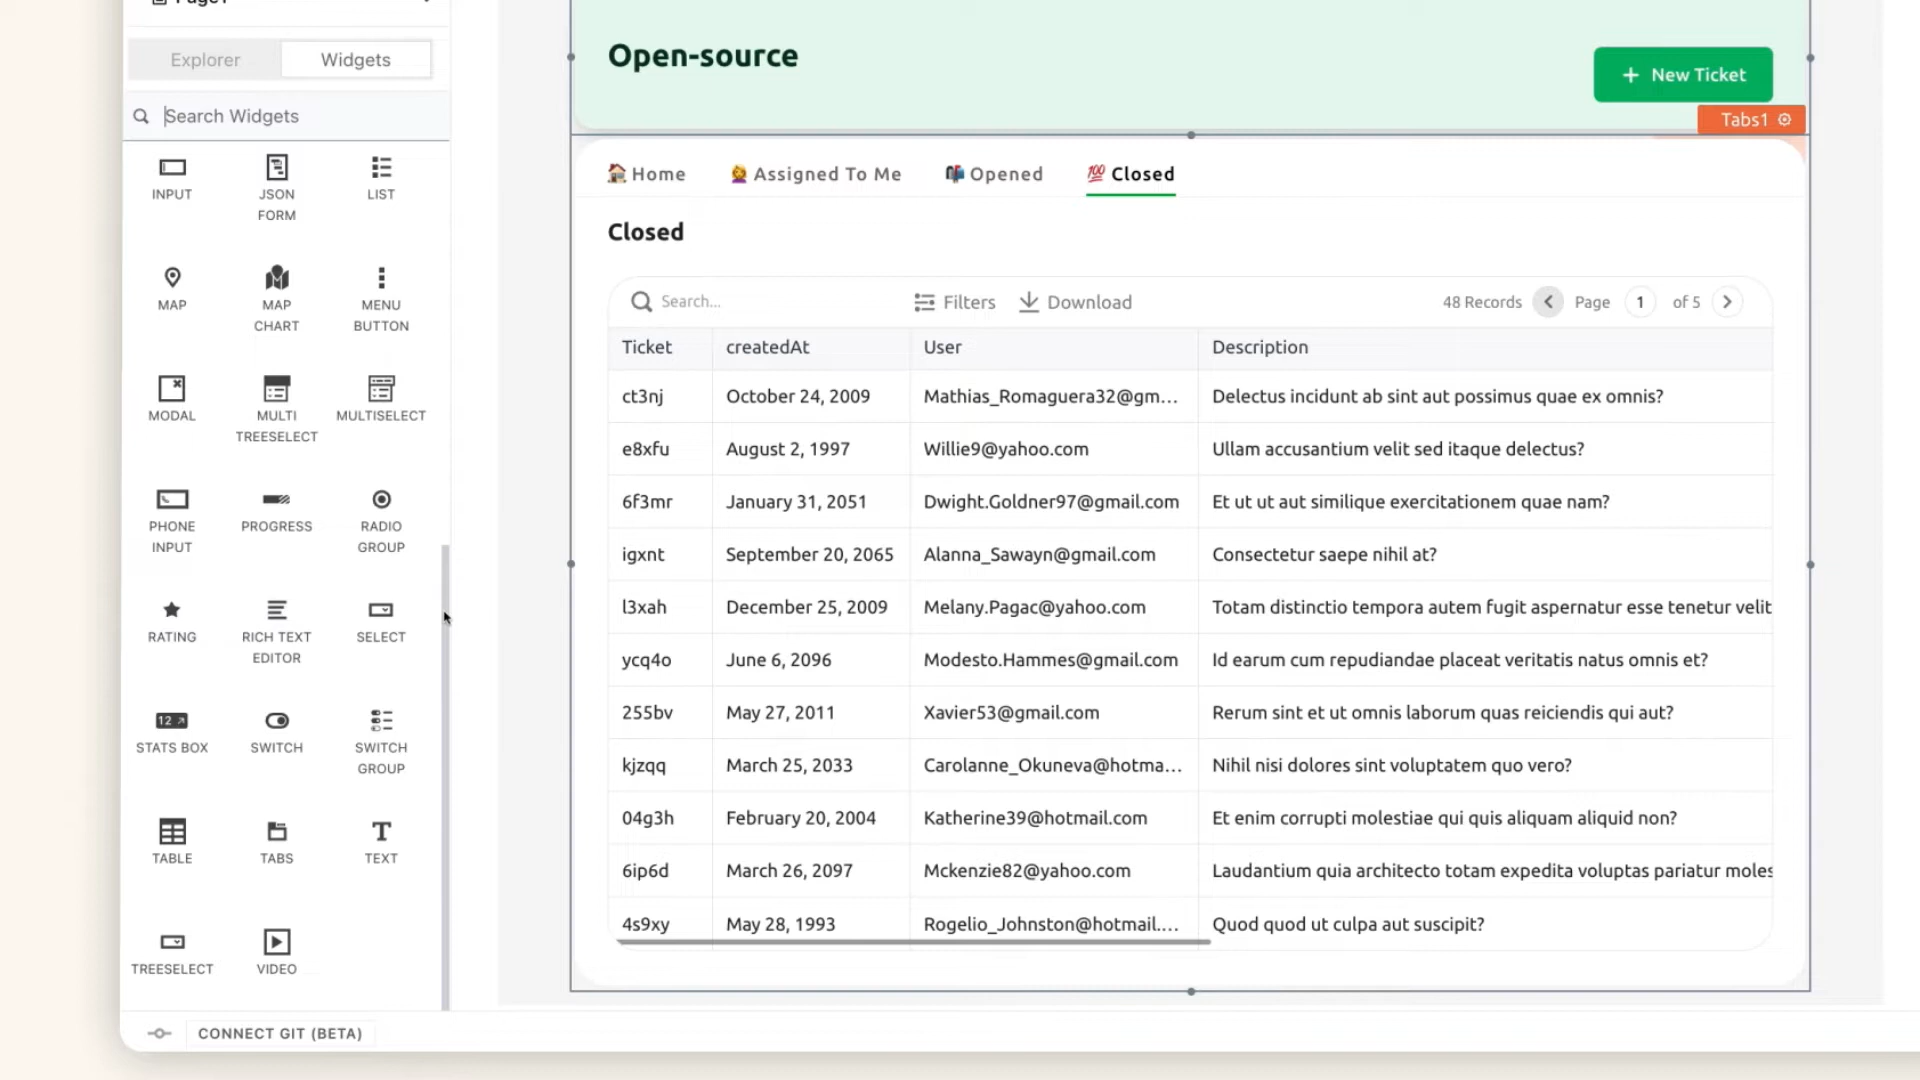 Page1
Explorer
Widgets
Search Widgets
INPUT
JSON
FORM
LIST
MAP
MAP
CHART
MENU
BUTTON
MODAL
MULTI
TREESELECT
MULTISELECT
PHONE
INPUT
PROGRESS
RADIO
GROUP
RATING
RICH TEXT
EDITOR
SELECT
12
STATS BOX
SWITCH
SWITCH
GROUP
TABLE
TABS
T
TEXT
TREESELECT
VIDEO
CONNECT GIT (BETA)
Open-source
+ New Ticket
Tabs1
🏠 Home 🙋 Assigned To Me 📬 Opened 💯 Closed
Closed
Search... Filters Download 48 Records Page 1 of 5
Ticket createdAt User Description
ct3nj October 24, 2009 Mathias_Romaguera32@gm... Delectus incidunt ab sint aut possimus quae ex omnis?
e8xfu August 2, 1997 Willie9@yahoo.com Ullam accusantium velit sed itaque delectus?
6f3mr January 31, 2051 Dwight.Goldner97@gmail.com Et ut ut aut similique exercitationem quae nam?
igxnt September 20, 2065 Alanna_Sawayn@gmail.com Consectetur saepe nihil at?
l3xah December 25, 2009 Melany.Pagac@yahoo.com Totam distinctio tempora autem fugit aspernatur esse tenetur velit
ycq4o June 6, 2096 Modesto.Hammes@gmail.com Id earum cum repudiandae placeat veritatis natus omnis et?
255bv May 27, 2011 Xavier53@gmail.com Rerum sint et ut omnis laborum quas reiciendis qui aut?
kjzqq March 25, 2033 Carolanne_Okuneva@hotma... Nihil nisi dolores sint voluptatem quo vero?
04g3h February 20, 2004 Katherine39@hotmail.com Et enim corrupti molestiae qui quis aliquam aliquid non?
6ip6d March 26, 2097 Mckenzie82@yahoo.com Laudantium quia architecto totam expedita voluptas pariatur moles
4s9xy May 28, 1993 Rogelio_Johnston@hotmail.... Quod quod ut culpa aut suscipit?